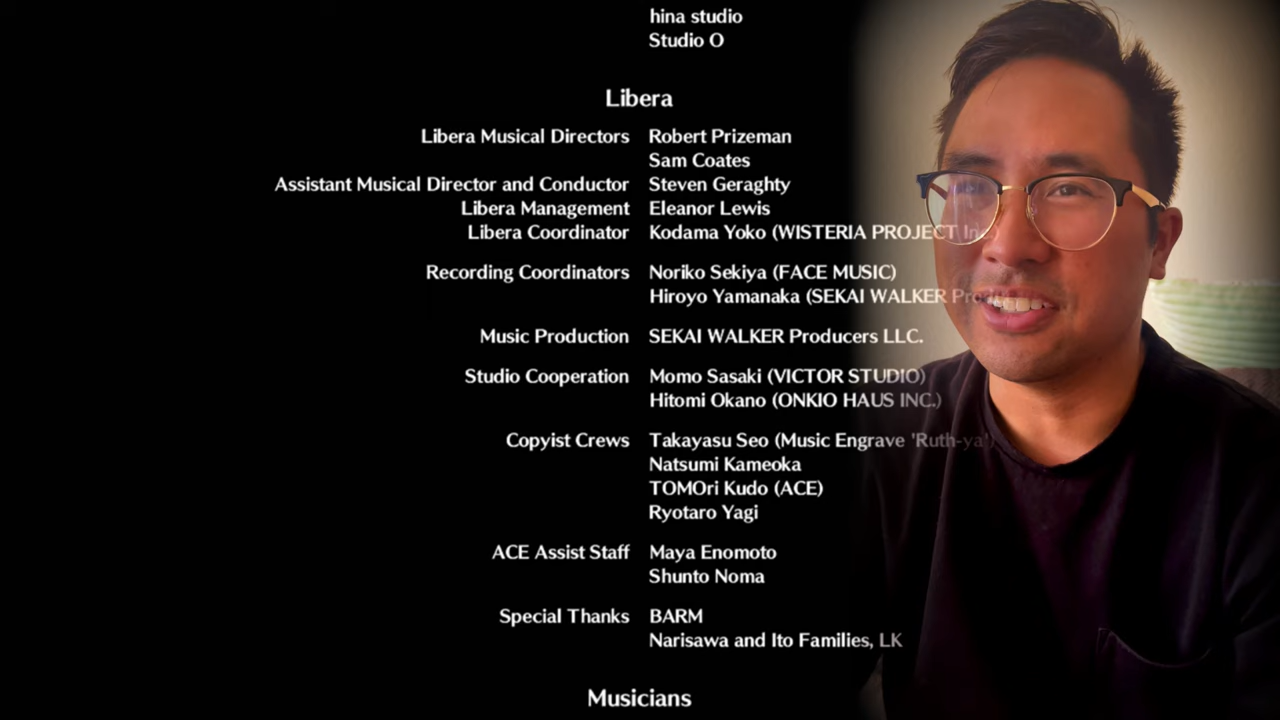 hina studio
Studio O
Libera
Libera Musical Directors Robert Prizeman
Sam Coates
Assistant Musical Director and Conductor Steven Geraghty
Libera Management Eleanor Lewis
Libera Coordinator Kodama Yoko (WISTERIA PROJECT Inc.)
Recording Coordinators Noriko Sekiya (FACE MUSIC)
Hiroyo Yamanaka (SEKAI WALKER
Music Production SEKAI WALKER Producers LLC.
Studio Cooperation Momo Sasaki (VICTOR STUDIO)
Hitomi Okano (ONKIO HAUS INC.)
Copyist Crews Takayasu Seo (Music Engrave 'Ruth-ya')
Natsumi Kameoka
TOMOri Kudo (ACE)
Ryotaro Yagi
ACE Assist Staff Maya Enomoto
Shunto Noma
Special Thanks BARM
Narisawa and Ito Families, LK
Musicians